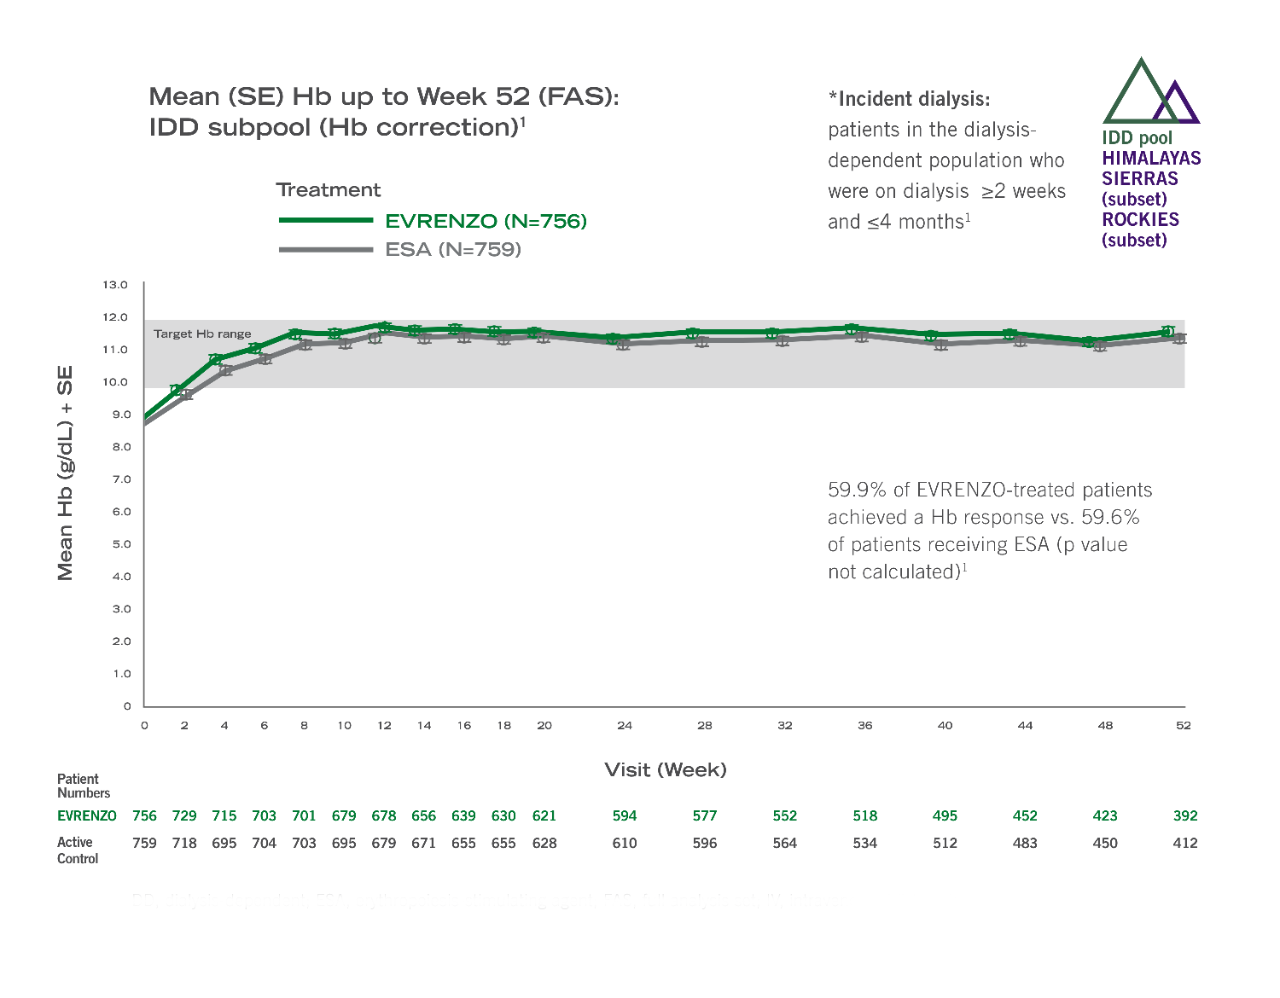 Mean (SE) Hb up to Week 52 (FAS):
IDD subpool (Hb correction)¹
*Incident dialysis:
patients in the dialysis-
dependent population who
were on dialysis ≥2 weeks
and ≤4 months¹
IDD pool
HIMALAYAS
SIERRAS
(subset)
ROCKIES
(subset)
Treatment
EVRENZO (N=756)
ESA (N=759)
Mean Hb (g/dL) + SE
13.0
12.0
11.0
10.0
9.0
8.0
7.0
6.0
5.0
4.0
3.0
2.0
1.0
0
Target Hb range
59.9% of EVRENZO-treated patients
achieved a Hb response vs. 59.6%
of patients receiving ESA (p value
not calculated)¹
0 2 4 6 8 10 12 14 16 18 20 24 28 32 36 40 44 48 52
Visit (Week)
Patient
Numbers
EVRENZO 756 729 715 703 701 679 678 656 639 630 621 594 577 552 518 495 452 423 392
Active
Control 759 718 695 704 703 695 679 671 655 655 628 610 596 564 534 512 483 450 412